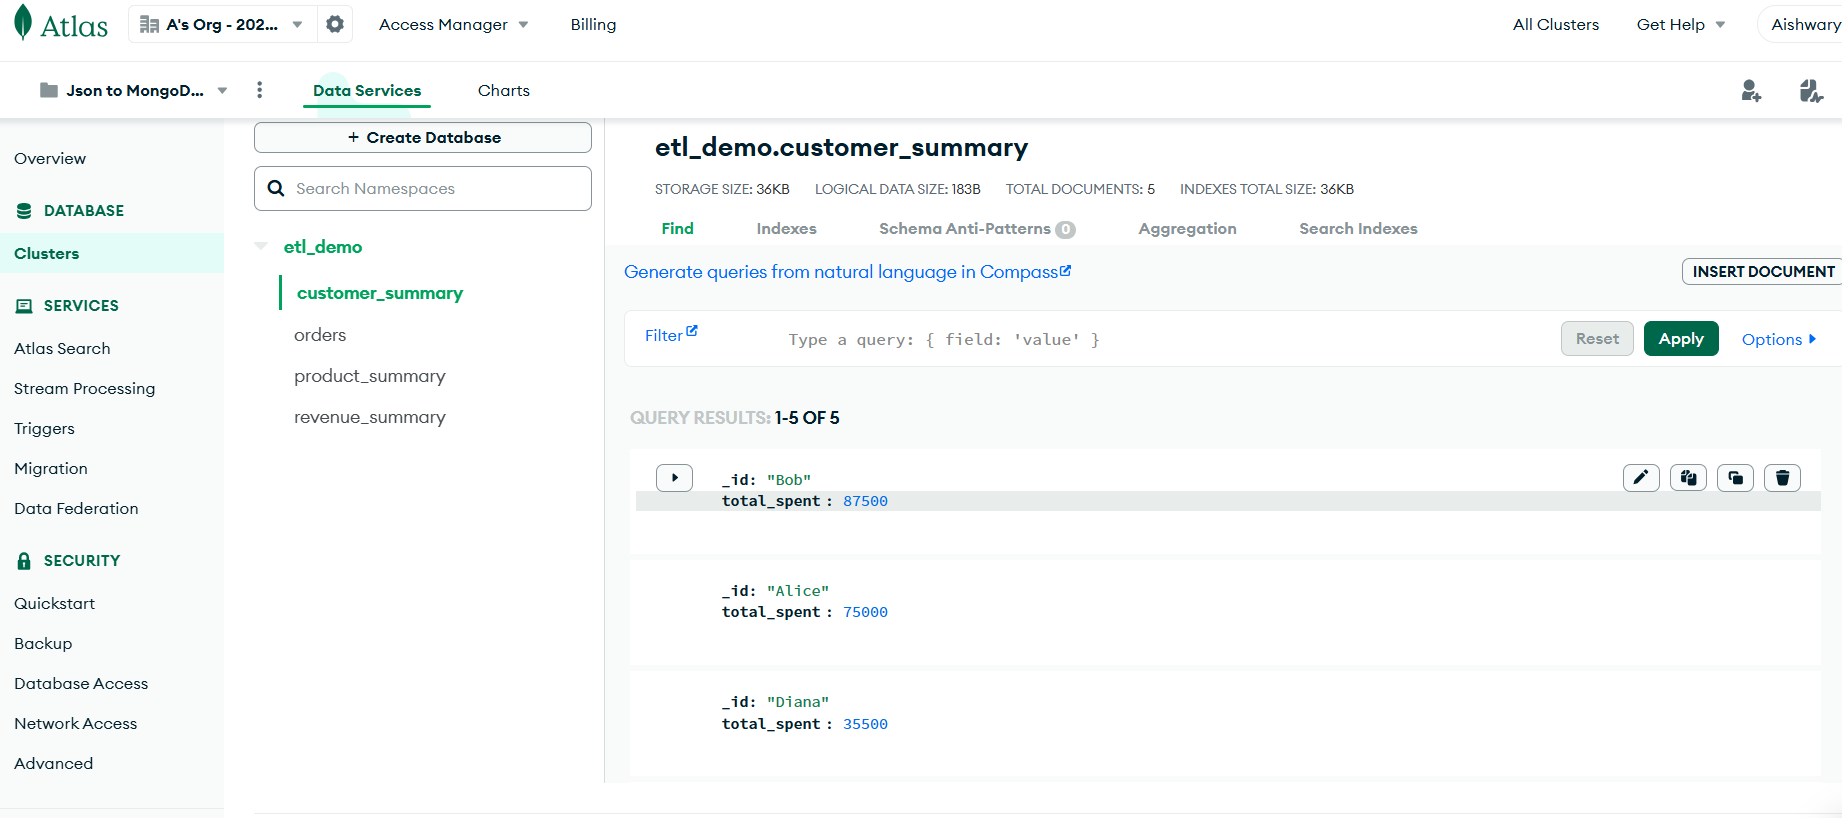 Atlas
A's Org - 202...
Access Manager
Billing
All Clusters
Get Help
Aishwary
Json to MongoD...
Data Services
Charts
Overview
DATABASE
Clusters
SERVICES
Atlas Search
Stream Processing
Triggers
Migration
Data Federation
SECURITY
Quickstart
Backup
Database Access
Network Access
Advanced
+ Create Database
Search Namespaces
etl_demo
customer_summary
orders
product_summary
revenue_summary
etl_demo.customer_summary
STORAGE SIZE: 36KB LOGICAL DATA SIZE: 183B TOTAL DOCUMENTS: 5 INDEXES TOTAL SIZE: 36KB
Find Indexes Schema Anti-Patterns 0 Aggregation Search Indexes
Generate queries from natural language in Compass
INSERT DOCUMENT
Filter
Type a query: { field: 'value' }
Reset
Apply
Options
QUERY RESULTS: 1-5 OF 5
_id: "Bob"
total_spent : 87500
_id: "Alice"
total_spent : 75000
_id: "Diana"
total_spent : 35500